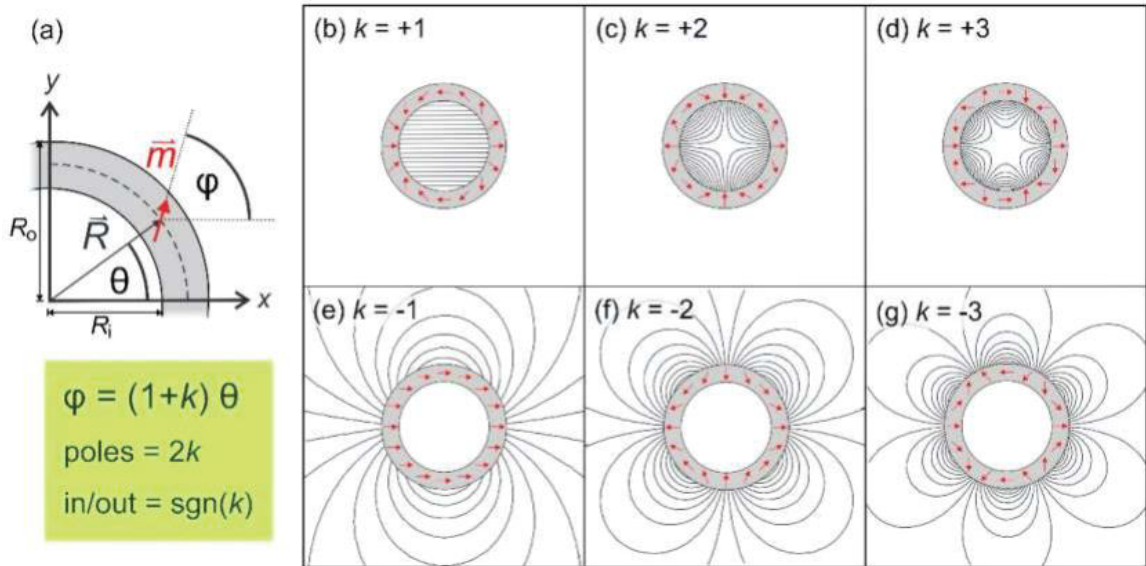 (a)
y
m
φ
R
Rₒ
θ
x
Rᵢ
φ = (1+k) θ
poles = 2k
in/out = sgn(k)
(b) k = +1
(c) k = +2
(d) k = +3
(e) k = -1
(f) k = -2
(g) k = -3